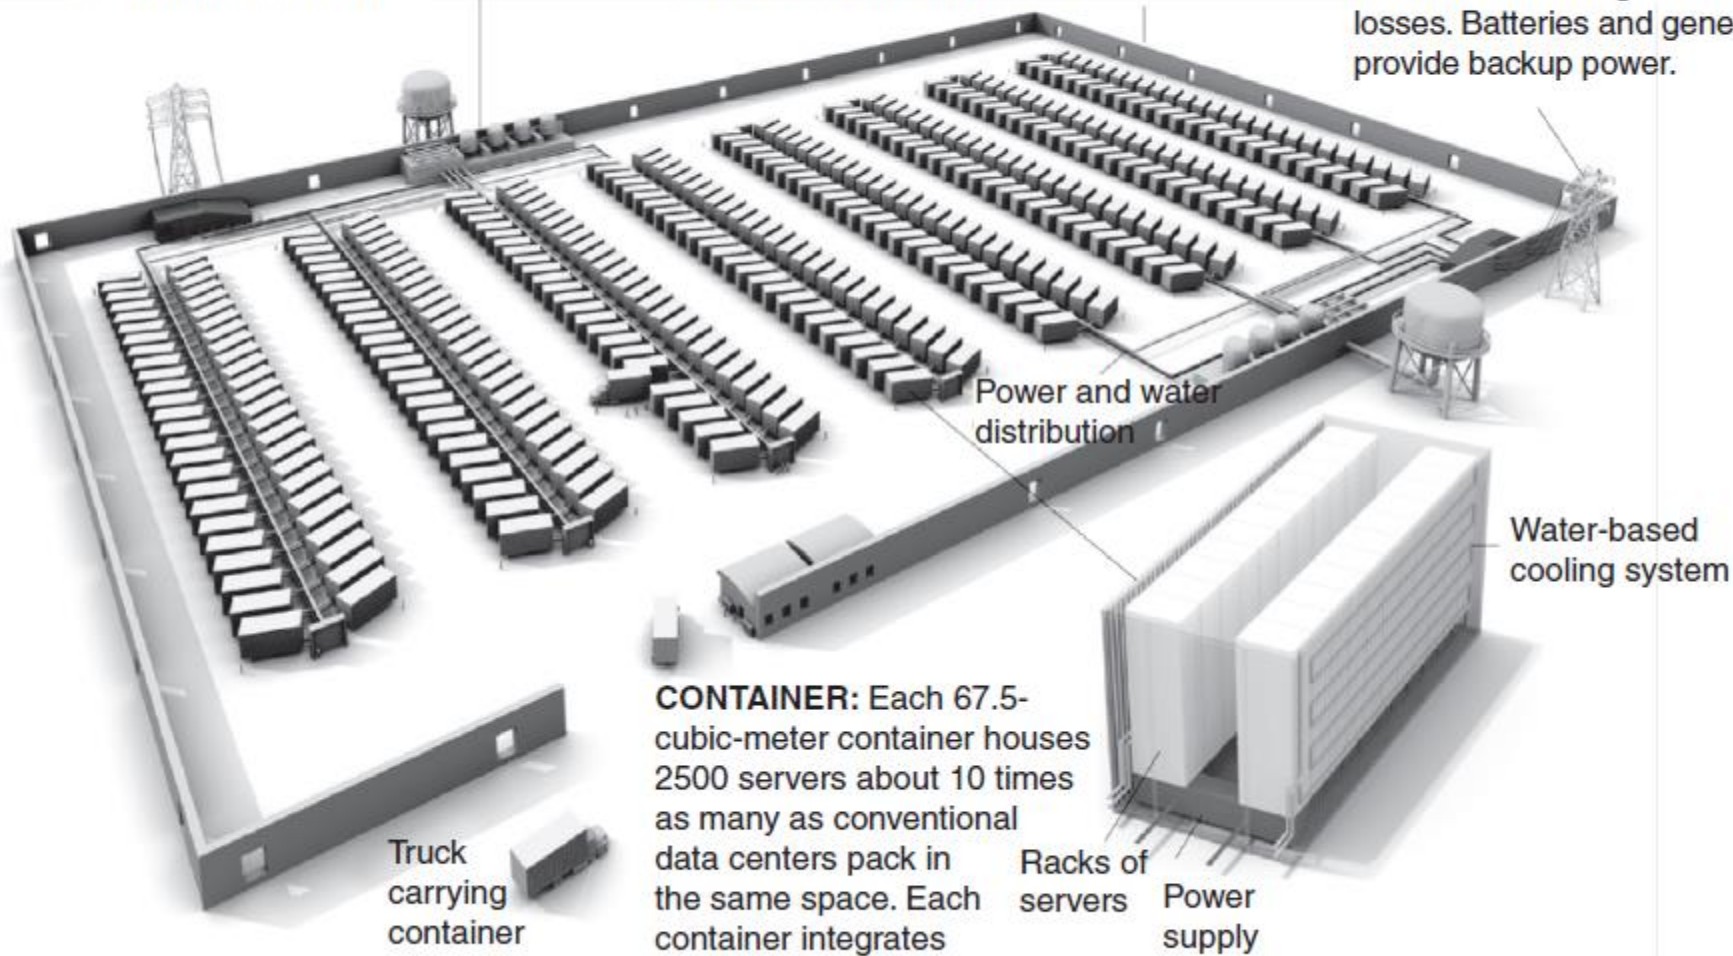 losses. Batteries and gene
provide backup power.
Power and water
distribution
Water-based
cooling system
CONTAINER: Each 67.5-
cubic-meter container houses
2500 servers about 10 times
as many as conventional
data centers pack in
the same space. Each
container integrates
Racks of
servers
Power
supply
Truck
carrying
container